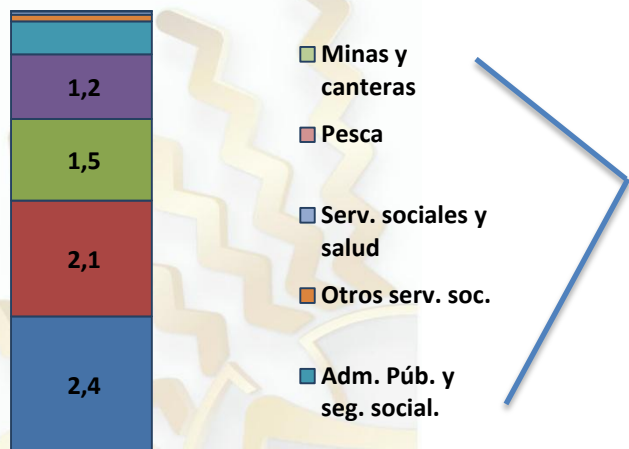 1,2
1,5
2,1
2,4
Minas y
canteras
Pesca
Serv. sociales y
salud
Otros serv. soc.
Adm. Púb. y
seg. social.